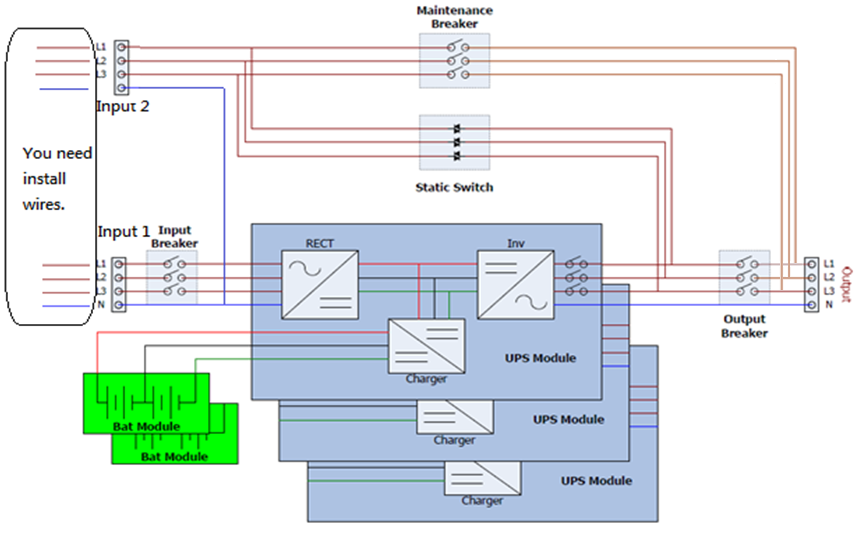 Maintenance
Breaker
L1
L2
L3
Input 2
You need
install
wires.
Static Switch
Input 1
Input
Breaker
RECT
Inv
L1
L2
L3
N
L1
L2
L3
N
Output
Output
Breaker
UPS Module
Charger
Bat Module
UPS Module
Charger
Bat Module
UPS Module
Charger